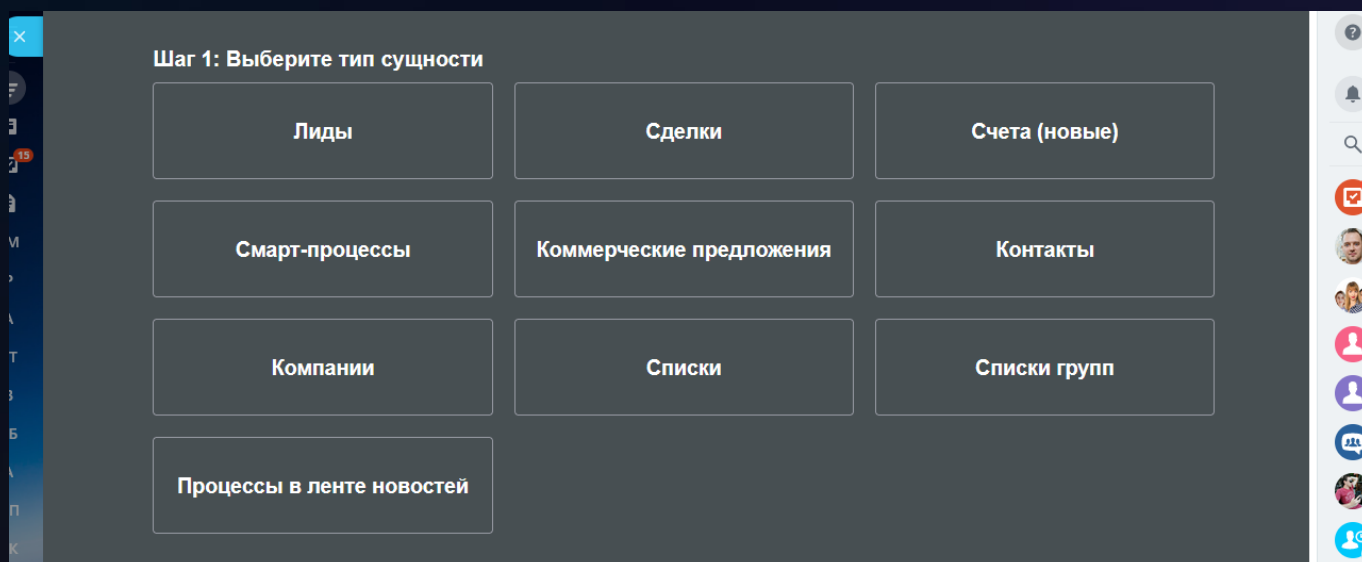 Шаг 1: Выберите тип сущности
Лиды
Сделки
Счета (новые)
Смарт-процессы
Коммерческие предложения
Контакты
Компании
Списки
Списки групп
Процессы в ленте новостей
15
М
Т
Б
П
К